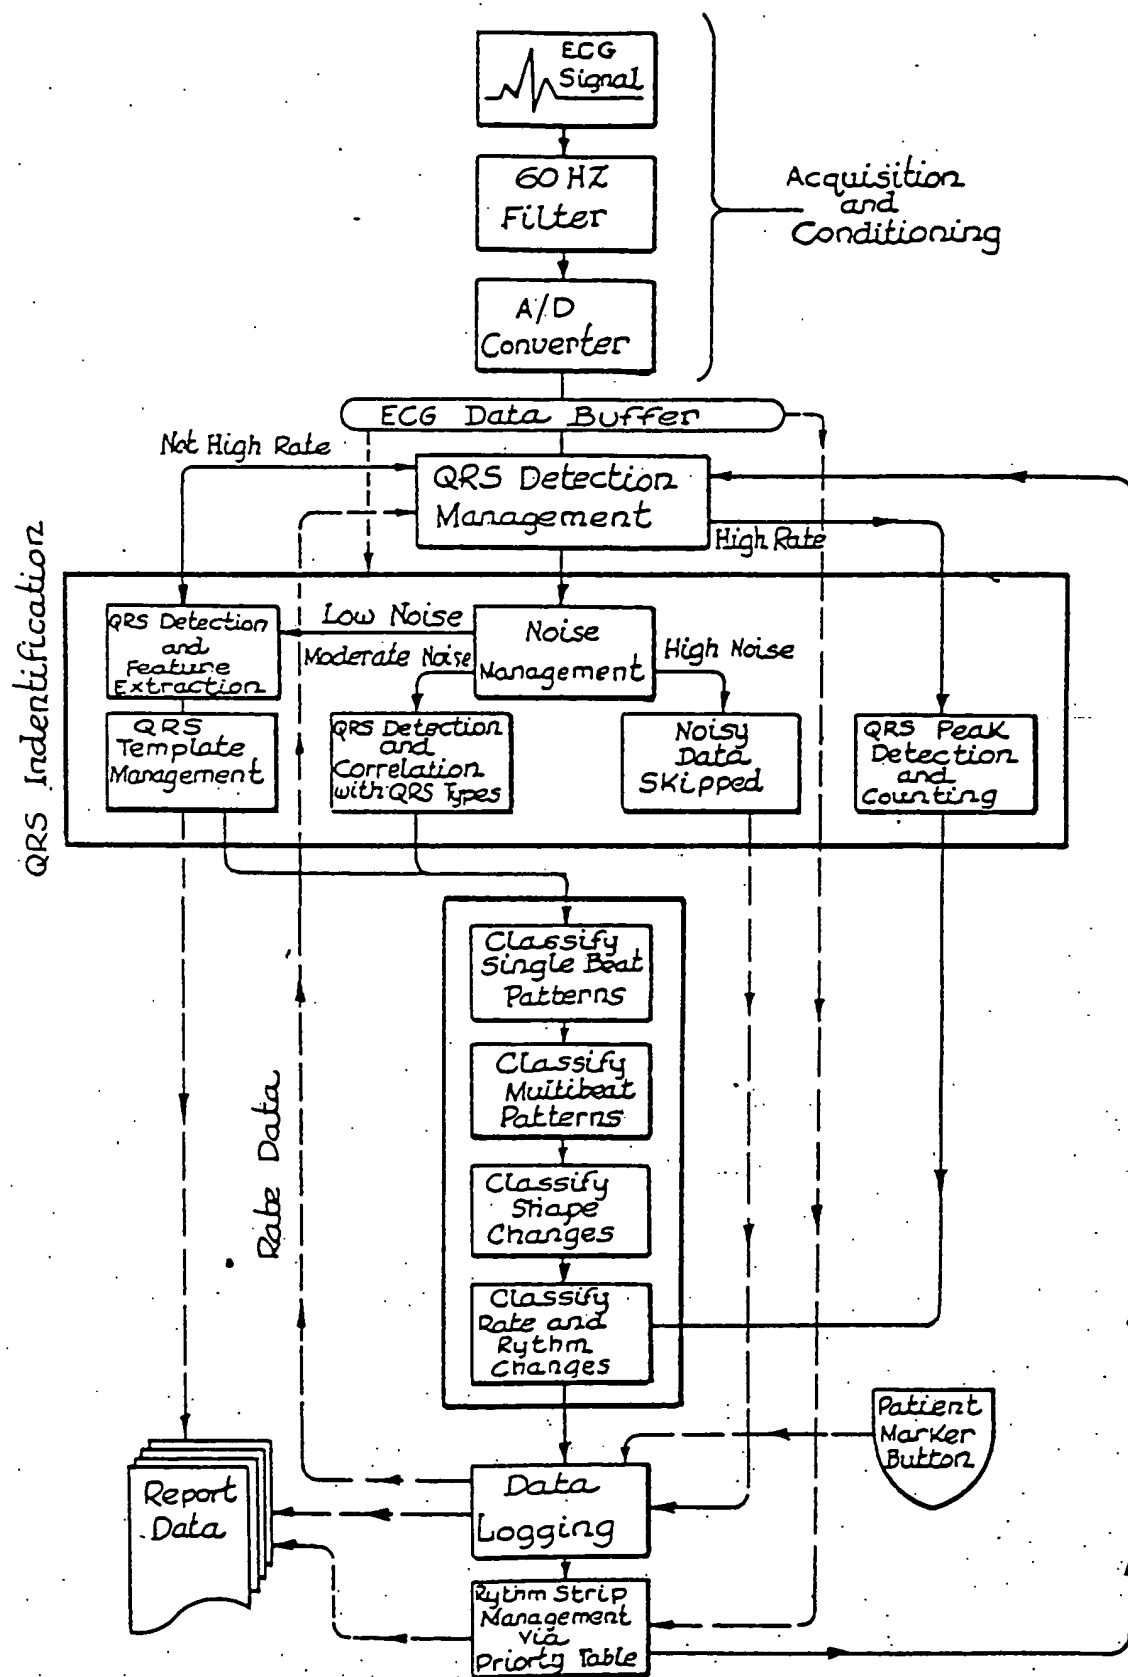 ECG
Signal
60 HZ
Filter
Acquisition
and
Conditioning
A/D
Converter
ECG Data Buffer
Not High Rate
QRS Detection
Management
High Rate
QRS Indentification
QRS Detection
and
Feature
Extraction
Low Noise
Moderate Noise
Noise
Management
High Noise
QRS
Template
Management
QRS Detection
and
Correlation
with QRS Types
Noisy
Data
Skipped
QRS Peak
Detection
and
Counting
Classify
Single Beat
Patterns
Classify
Multibeat
Patterns
Rate Data
Classify
Shape
Changes
Classify
Rate and
Rythm
Changes
Patient
Marker
Button
Report
Data
Data
Logging
Rythm Strip
Management
via
Priorty Table